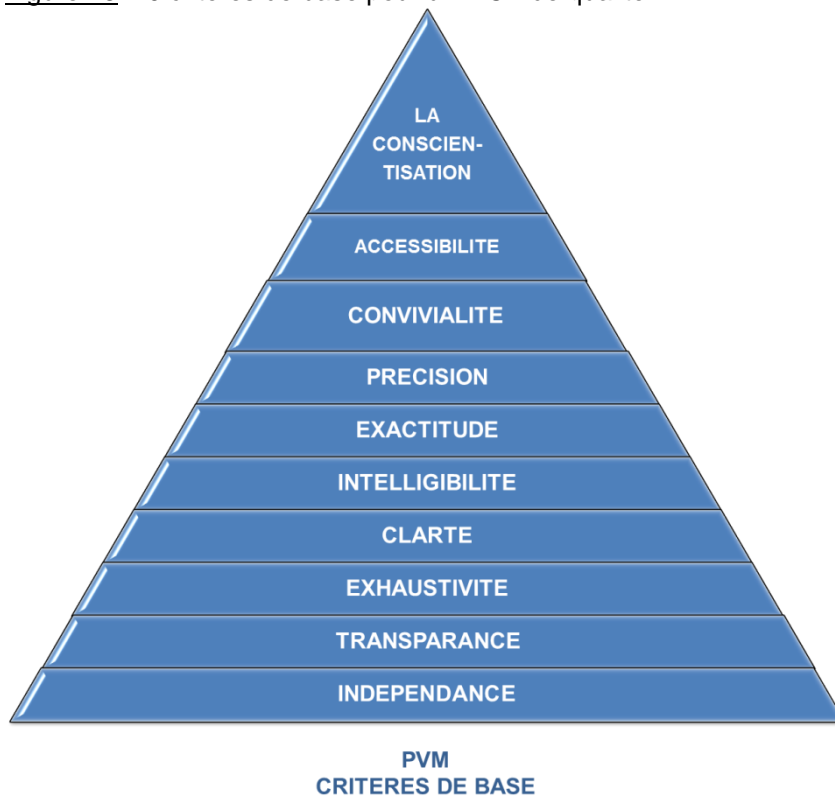 LA
CONSCIEN-
TISATION
ACCESSIBILITE
CONVIVIALITE
PRECISION
EXACTITUDE
INTELLIGIBILITE
CLARTE
EXHAUSTIVITE
TRANSPARANCE
INDEPENDANCE
PVM
CRITERES DE BASE